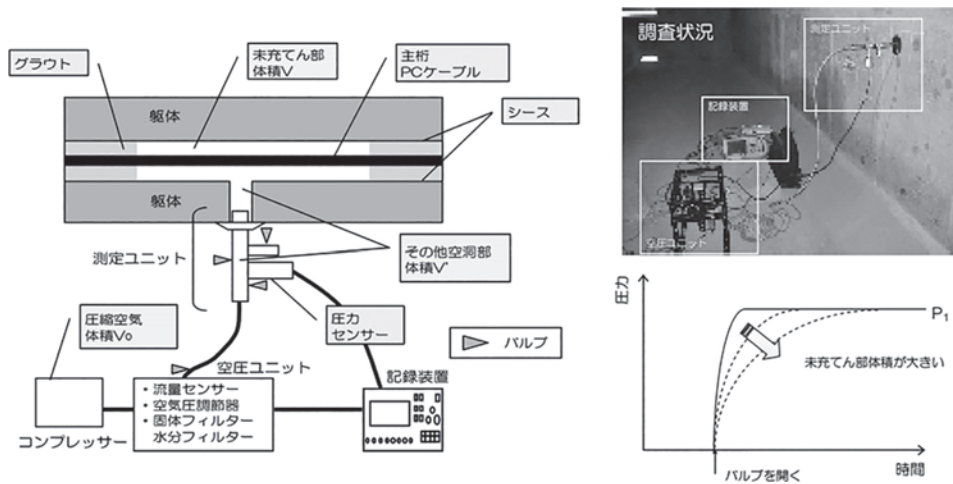 グラウト
未充てん部
体積V
主桁
PCケーブル
シース
躯体
躯体
測定ユニット
その他空洞部
体積V'
圧縮空気
体積V₀
圧力
センサー
バルブ
空圧ユニット
・流量センサー
・空気圧調節器
・固体フィルター
水分フィルター
コンプレッサー
記録装置
調査状況
測定ユニット
記録装置
空圧ユニット
圧力
P₁
未充てん部体積が大きい
時間
バルブを開く